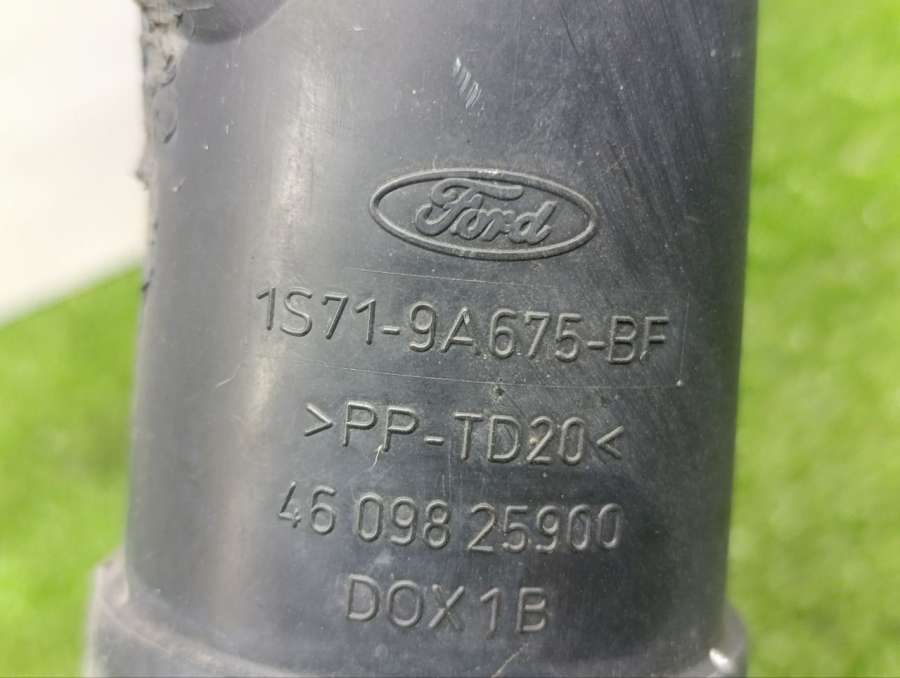 Ford
1S71-9A675-BF
>PP-TD20<
46 098 25900
DOX1B